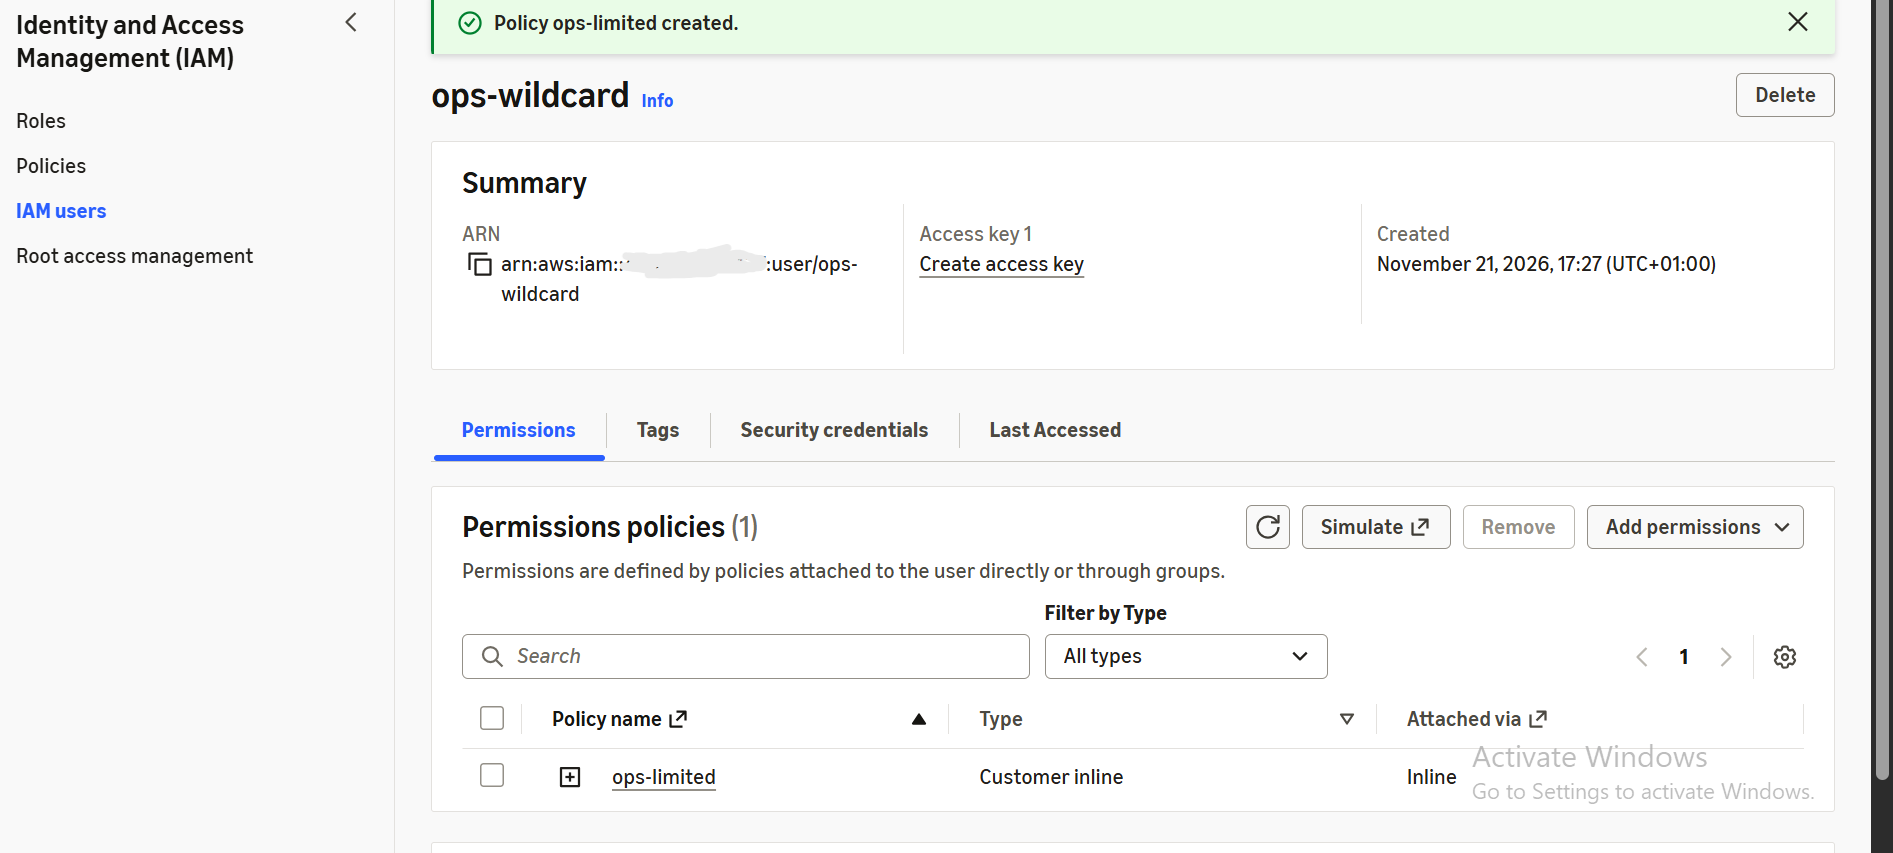 Identity and Access
Management (IAM)
Roles
Policies
IAM users
Root access management
Policy ops-limited created.
ops-wildcard Info
Delete
Summary
ARN
arn:aws:iam:: :user/ops-
wildcard
Access key 1
Create access key
Created
November 21, 2026, 17:27 (UTC+01:00)
Permissions Tags Security credentials Last Accessed
Permissions policies (1)
Simulate Remove Add permissions
Permissions are defined by policies attached to the user directly or through groups.
Filter by Type
Search All types 1
Policy name Type Attached via
ops-limited Customer inline Inline
Activate Windows
Go to Settings to activate Windows.